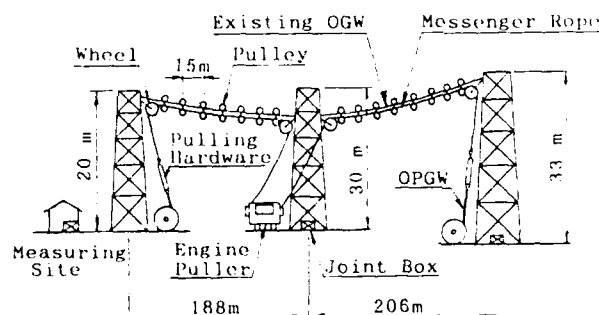 Existing OGW
Messenger Rope
Wheel
15m
Pulley
20 m
Pulling
Hardware
30 m
OPGW
33 m
Measuring
Site
Engine
Puller
Joint Box
188m
206m